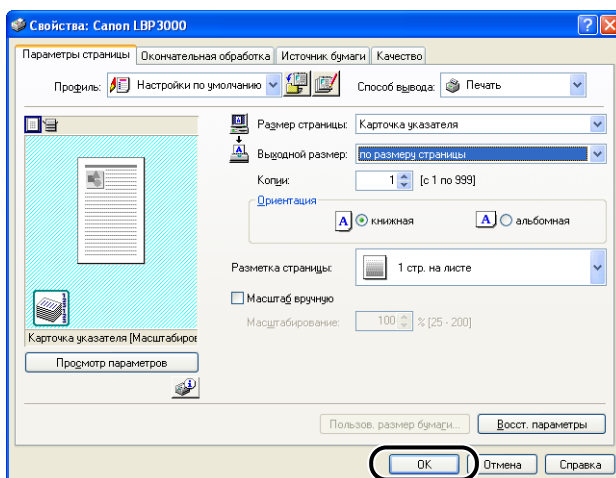 Свойства: Canon LBP3000
Параметры страницы Окончательная обработка Источник бумаги Качество
Профиль: Настройки по умолчанию Способ вывода: Печать
Размер страницы: Карточка указателя
Выходной размер: по размеру страницы
Копии: 1 [с 1 по 999]
Ориентация
A книжная A альбомная
Разметка страницы: 1 стр. на листе
Масштаб вручную
Масштабирование: 100 % [25 - 200]
Карточка указателя [Масштабиров
Просмотр параметров
Пользов. размер бумаги... Восст. параметры
OK Отмена Справка